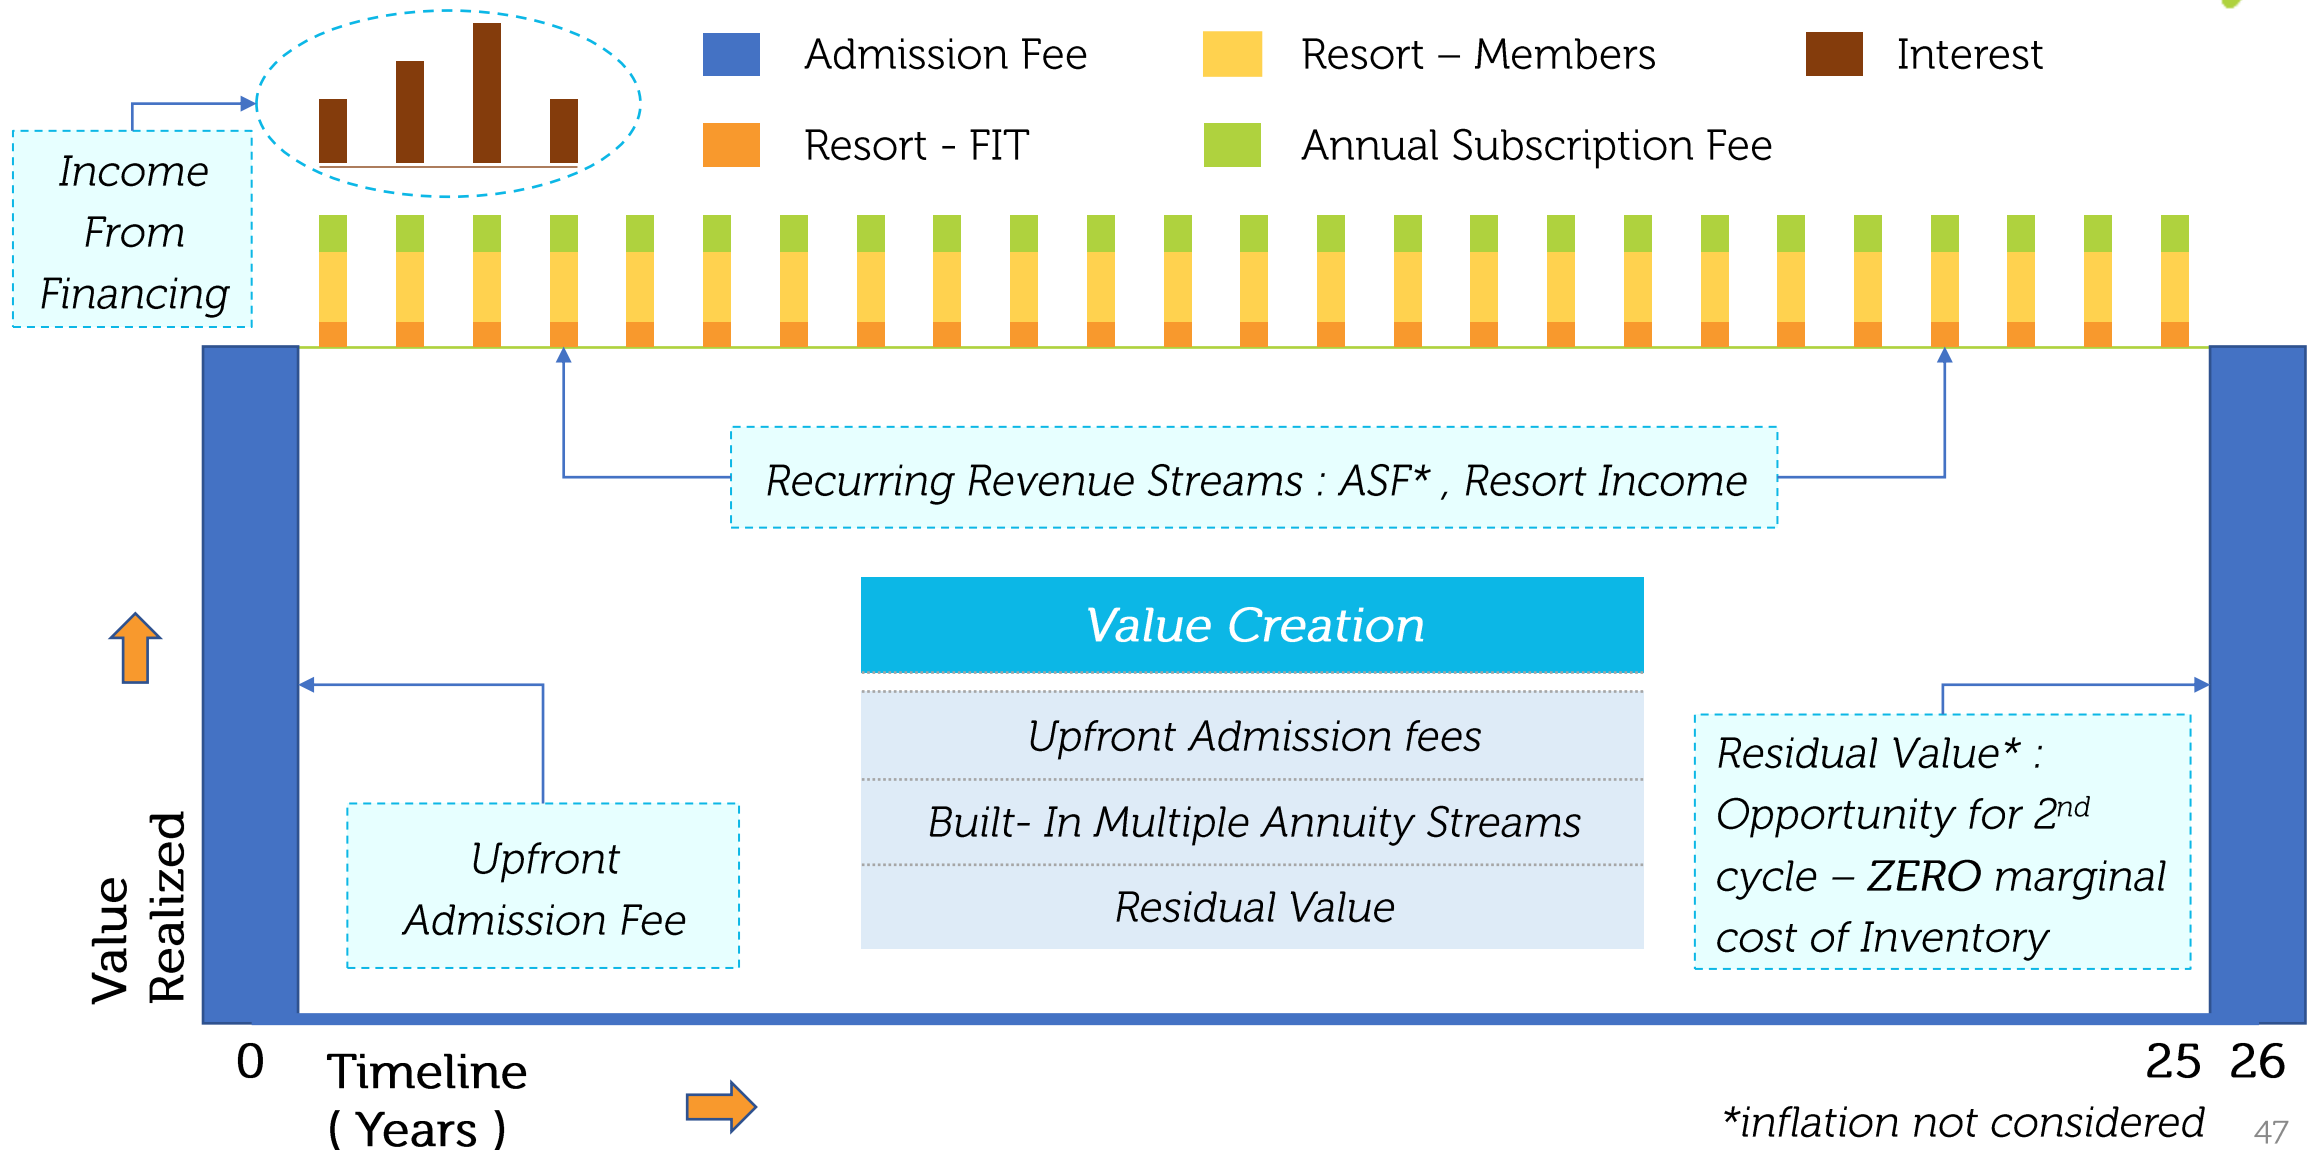 Admission Fee
Resort – Members
Interest
Resort - FIT
Annual Subscription Fee
Income
From
Financing
Recurring Revenue Streams : ASF* , Resort Income
Value Creation
Upfront Admission fees
Built- In Multiple Annuity Streams
Residual Value
Upfront
Admission Fee
Residual Value* :
Opportunity for 2nd
cycle – ZERO marginal
cost of Inventory
Value
Realized
0
25
26
Timeline
( Years )
*inflation not considered
47